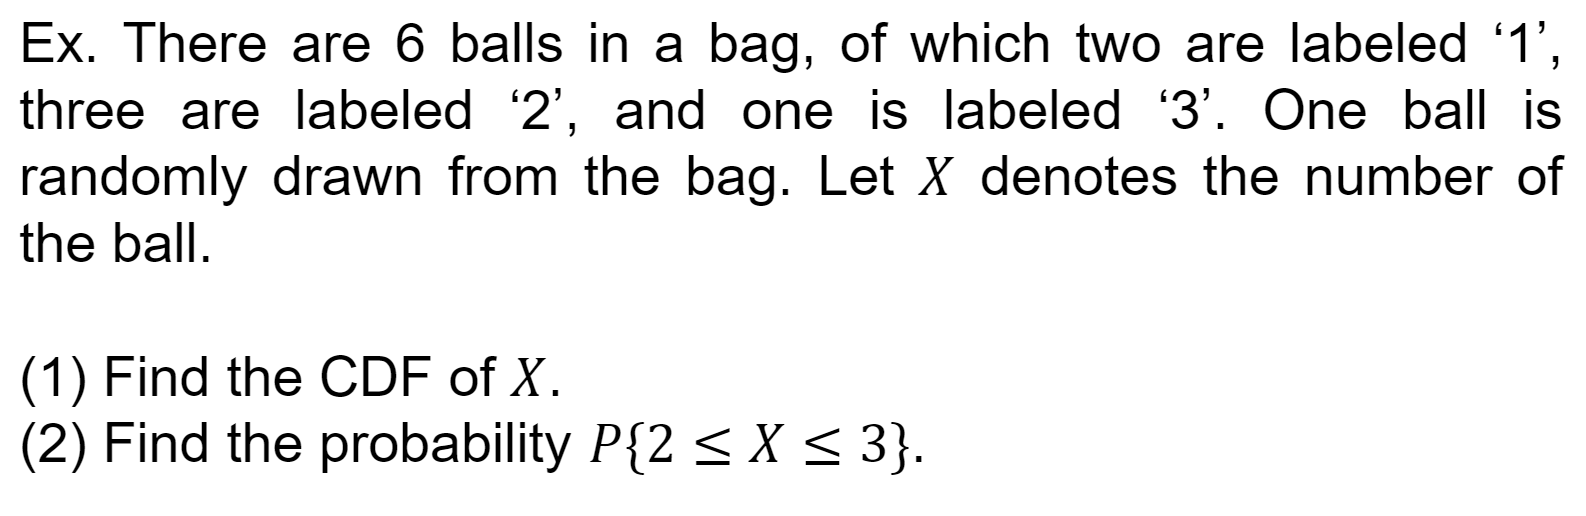 Ex. There are 6 balls in a bag, of which two are labeled ‘1’,
three are labeled ‘2’, and one is labeled ‘3’. One ball is
randomly drawn from the bag. Let X denotes the number of
the ball.
(1) Find the CDF of X.
(2) Find the probability P{2 ≤ X ≤ 3}.